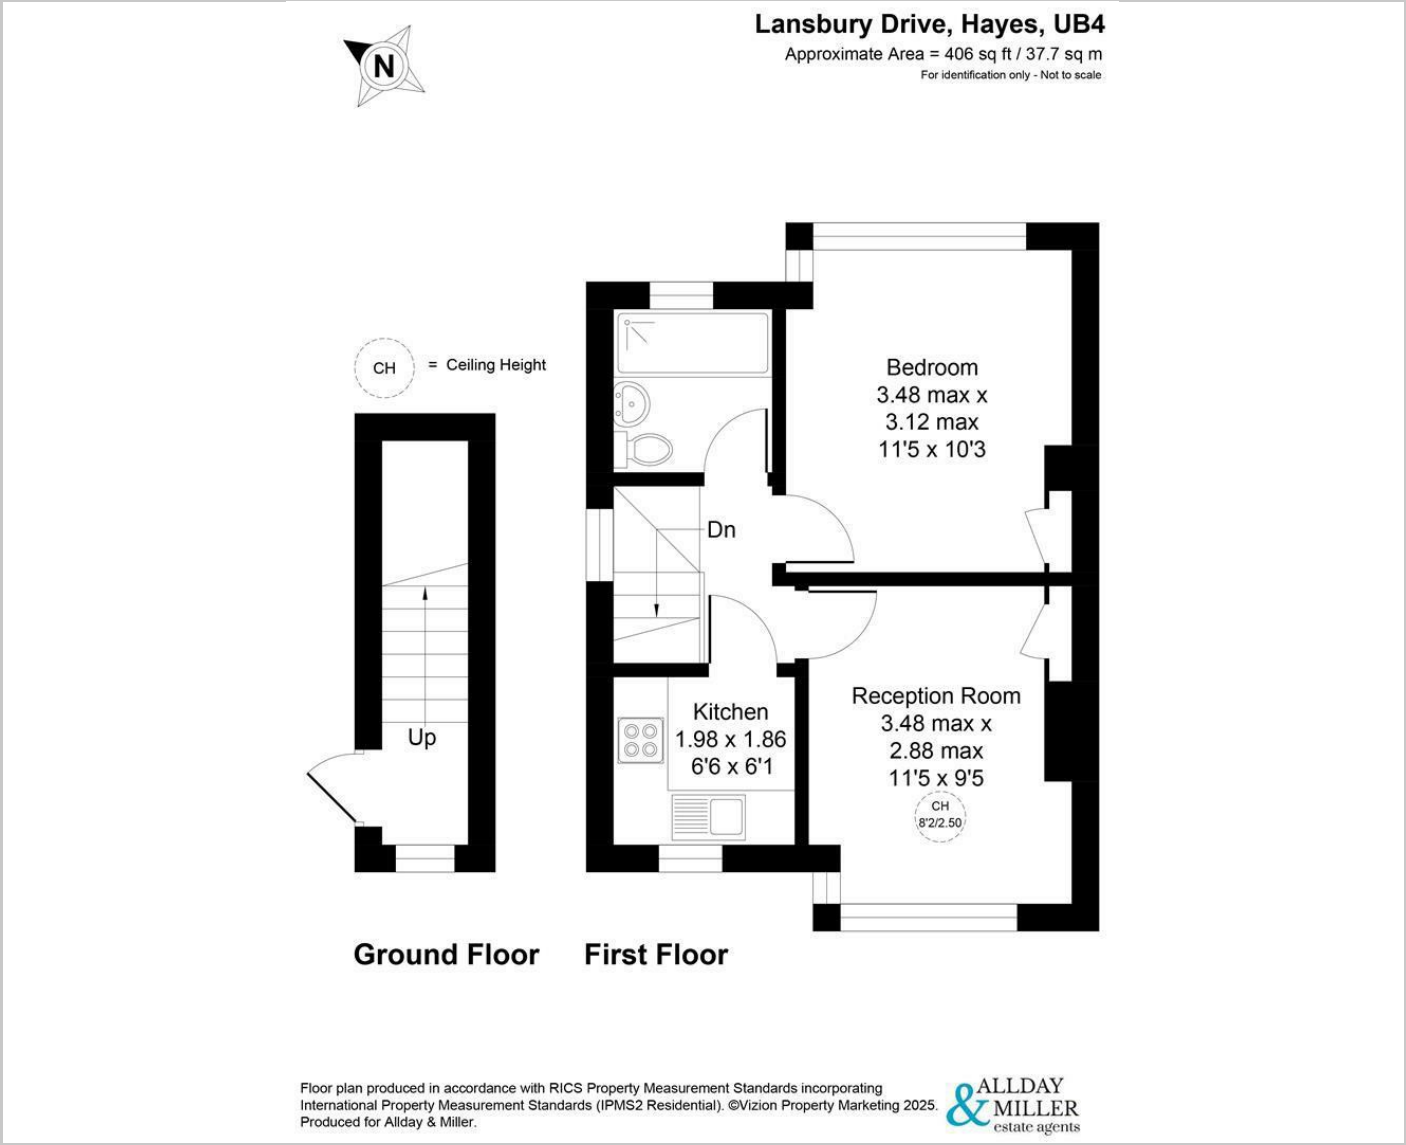 Lansbury Drive, Hayes, UB4
Approximate Area = 406 sq ft / 37.7 sq m
For identification only - Not to scale
N
CH
= Ceiling Height
Bedroom
3.48 max x
3.12 max
11'5 x 10'3
Dn
Up
Kitchen
1.98 x 1.86
6'6 x 6'1
Reception Room
3.48 max x
2.88 max
11'5 x 9'5
CH
8'2/2.50
Ground Floor
First Floor
Floor plan produced in accordance with RICS Property Measurement Standards incorporating
International Property Measurement Standards (IPMS2 Residential). ©Vizion Property Marketing 2025.
Produced for Allday & Miller.
ALLDAY
& MILLER
estate agents